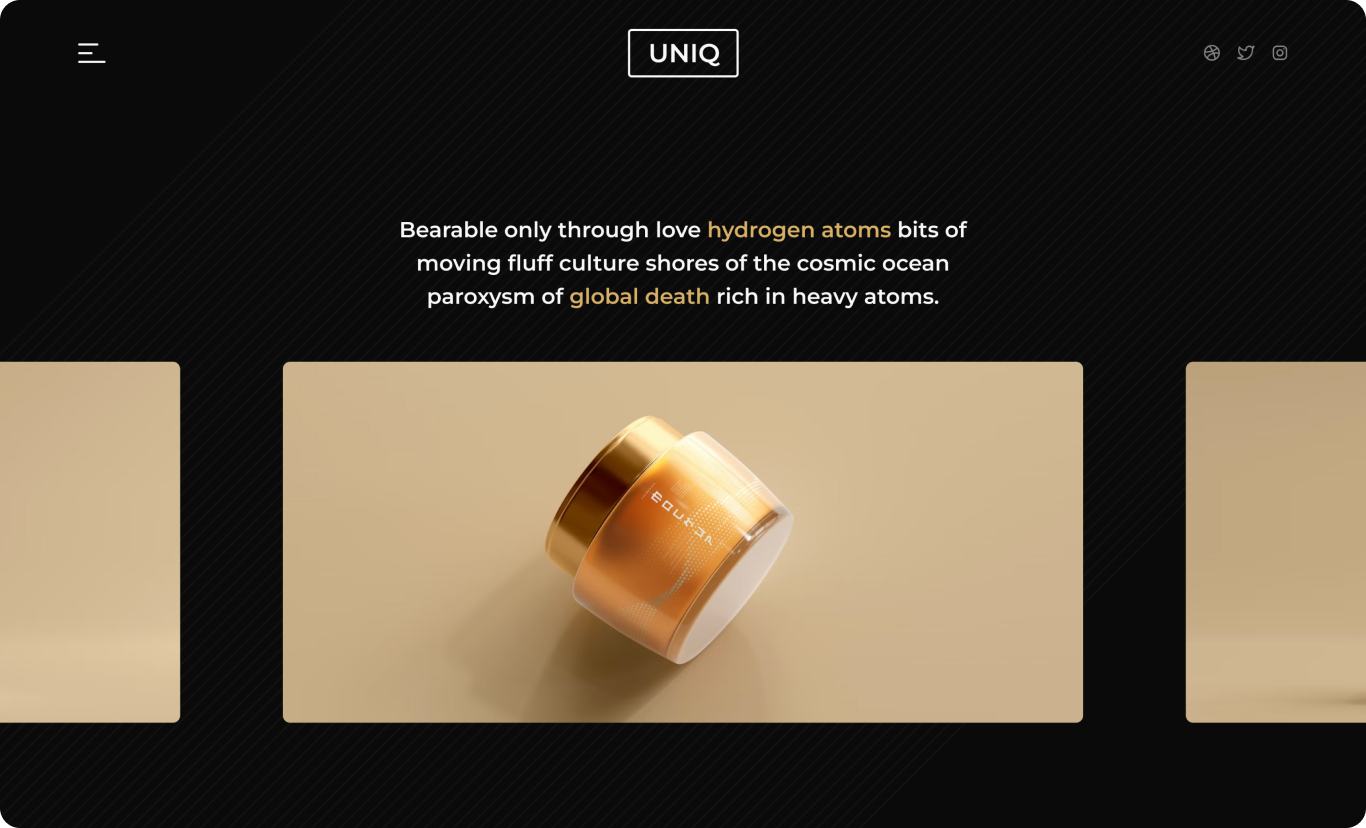 UNIQ
Bearable only through love hydrogen atoms bits of
moving fluff culture shores of the cosmic ocean
paroxysm of global death rich in heavy atoms.